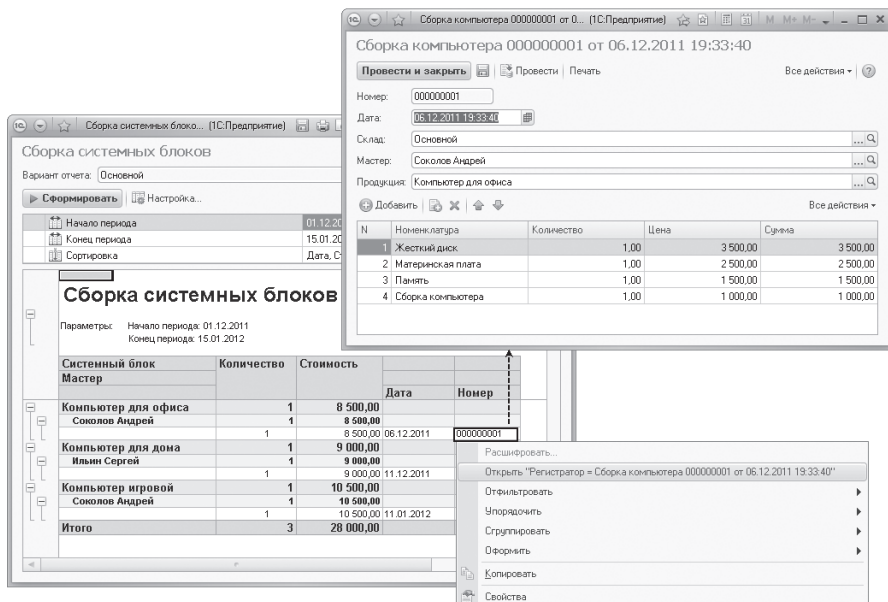 Сборка компьютера 000000001 от 0... (1С:Предприятие)
M M+ M-
Сборка компьютера 000000001 от 06.12.2011 19:33:40
Провести и закрыть Провести Печать Все действия
Номер: 000000001
Дата: 06.12.2011 19:33:40
Склад: Основной
Мастер: Соколов Андрей
Продукция: Компьютер для офиса
Добавить Все действия
N Номенклатура Количество Цена Сумма
1 Жесткий диск 1,00 3 500,00 3 500,00
2 Материнская плата 1,00 2 500,00 2 500,00
3 Память 1,00 1 500,00 1 500,00
4 Сборка компьютера 1,00 1 000,00 1 000,00
Сборка системных блоко... (1С:Предприятие)
Сборка системных блоков
Вариант отчета: Основной
Сформировать Настройка...
Начало периода 01.12.20
Конец периода 15.01.20
Сортировка Дата, С
Сборка системных блоков
Параметры: Начало периода: 01.12.2011
Конец периода: 15.01.2012
Системный блок Количество Стоимость
Мастер
Дата Номер
Компьютер для офиса 1 8 500,00
Соколов Андрей 1 8 500,00
1 8 500,00 06.12.2011 000000001
Компьютер для дома 1 9 000,00
Ильин Сергей 1 9 000,00
1 9 000,00 11.12.2011
Компьютер игровой 1 10 500,00
Соколов Андрей 1 10 500,00
1 10 500,00 11.01.2012
Итого 3 28 000,00
Расшифровать...
Открыть "Регистратор = Сборка компьютера 000000001 от 06.12.2011 19:33:40"
Отфильтровать
Упорядочить
Сгруппировать
Оформить
Копировать
Свойства